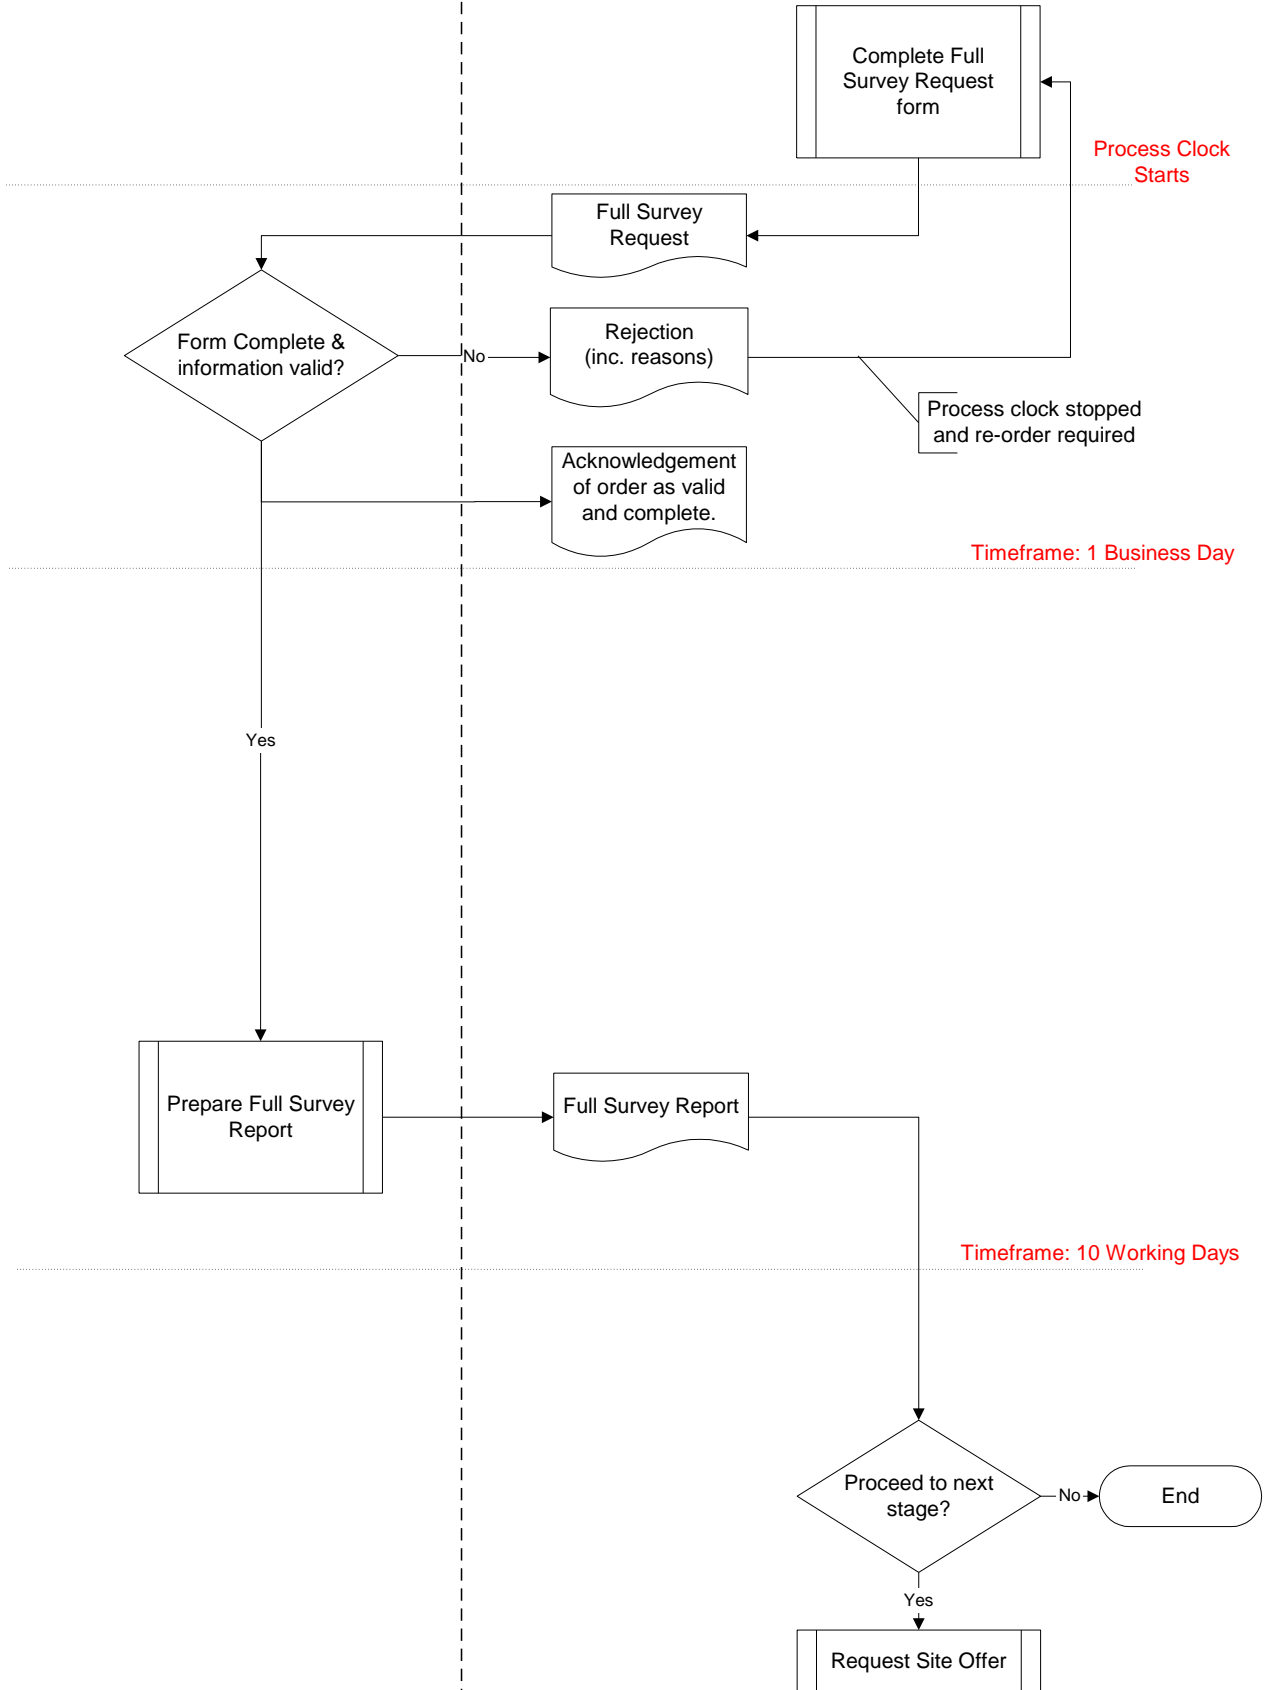 Complete Full
Survey Request
form
Process Clock
Starts
Full Survey
Request
Form Complete &
information valid?
No
Rejection
(inc. reasons)
Process clock stopped
and re-order required
Acknowledgement
of order as valid
and complete.
Timeframe: 1 Business Day
Yes
Prepare Full Survey
Report
Full Survey Report
Timeframe: 10 Working Days
Proceed to next
stage?
No
End
Yes
Request Site Offer